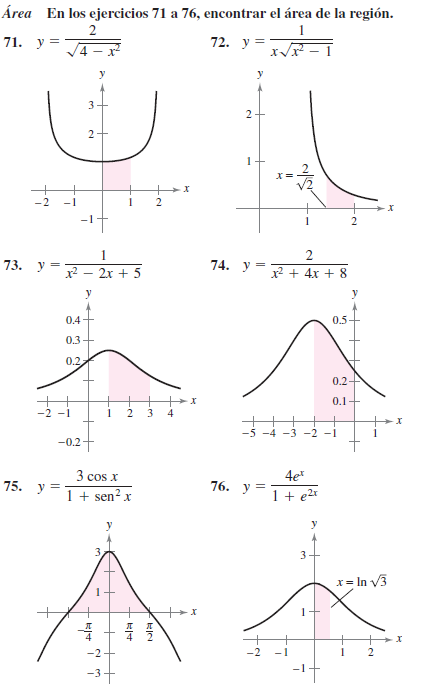 Área En los ejercicios 71 a 76, encontrar el área de la región.
71. y = 2 / √(4 − x²)
72. y = 1 / (x√(x² − 1))
y
3
2
−2 −1 1 2 x
−1
y
2
1
x = 2/√2
1 2 x
73. y = 1 / (x² − 2x + 5)
74. y = 2 / (x² + 4x + 8)
y
0.4
0.3
0.2
−2 −1 1 2 3 4 x
−0.2
y
0.5
0.2
0.1
−5 −4 −3 −2 −1 1 x
75. y = 3 cos x / (1 + sen² x)
76. y = 4eˣ / (1 + e²ˣ)
y
3
1
x
−π/4 π/4 π/2
−2
−3
y
3
x = ln √3
1
−2 −1 1 2 x
−1